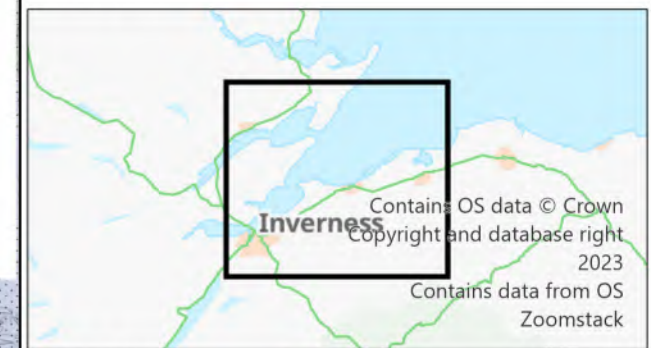 Inverness
Contains OS data © Crown
Copyright and database right
2023
Contains data from OS
Zoomstack